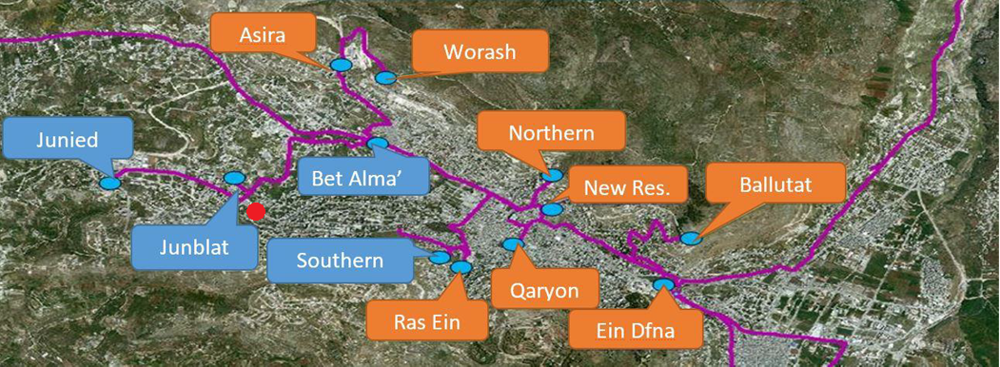 Asira
Worash
Junied
Northern
Bet Alma’
New Res.
Ballutat
Junblat
Southern
Qaryon
Ras Ein
Ein Dfna